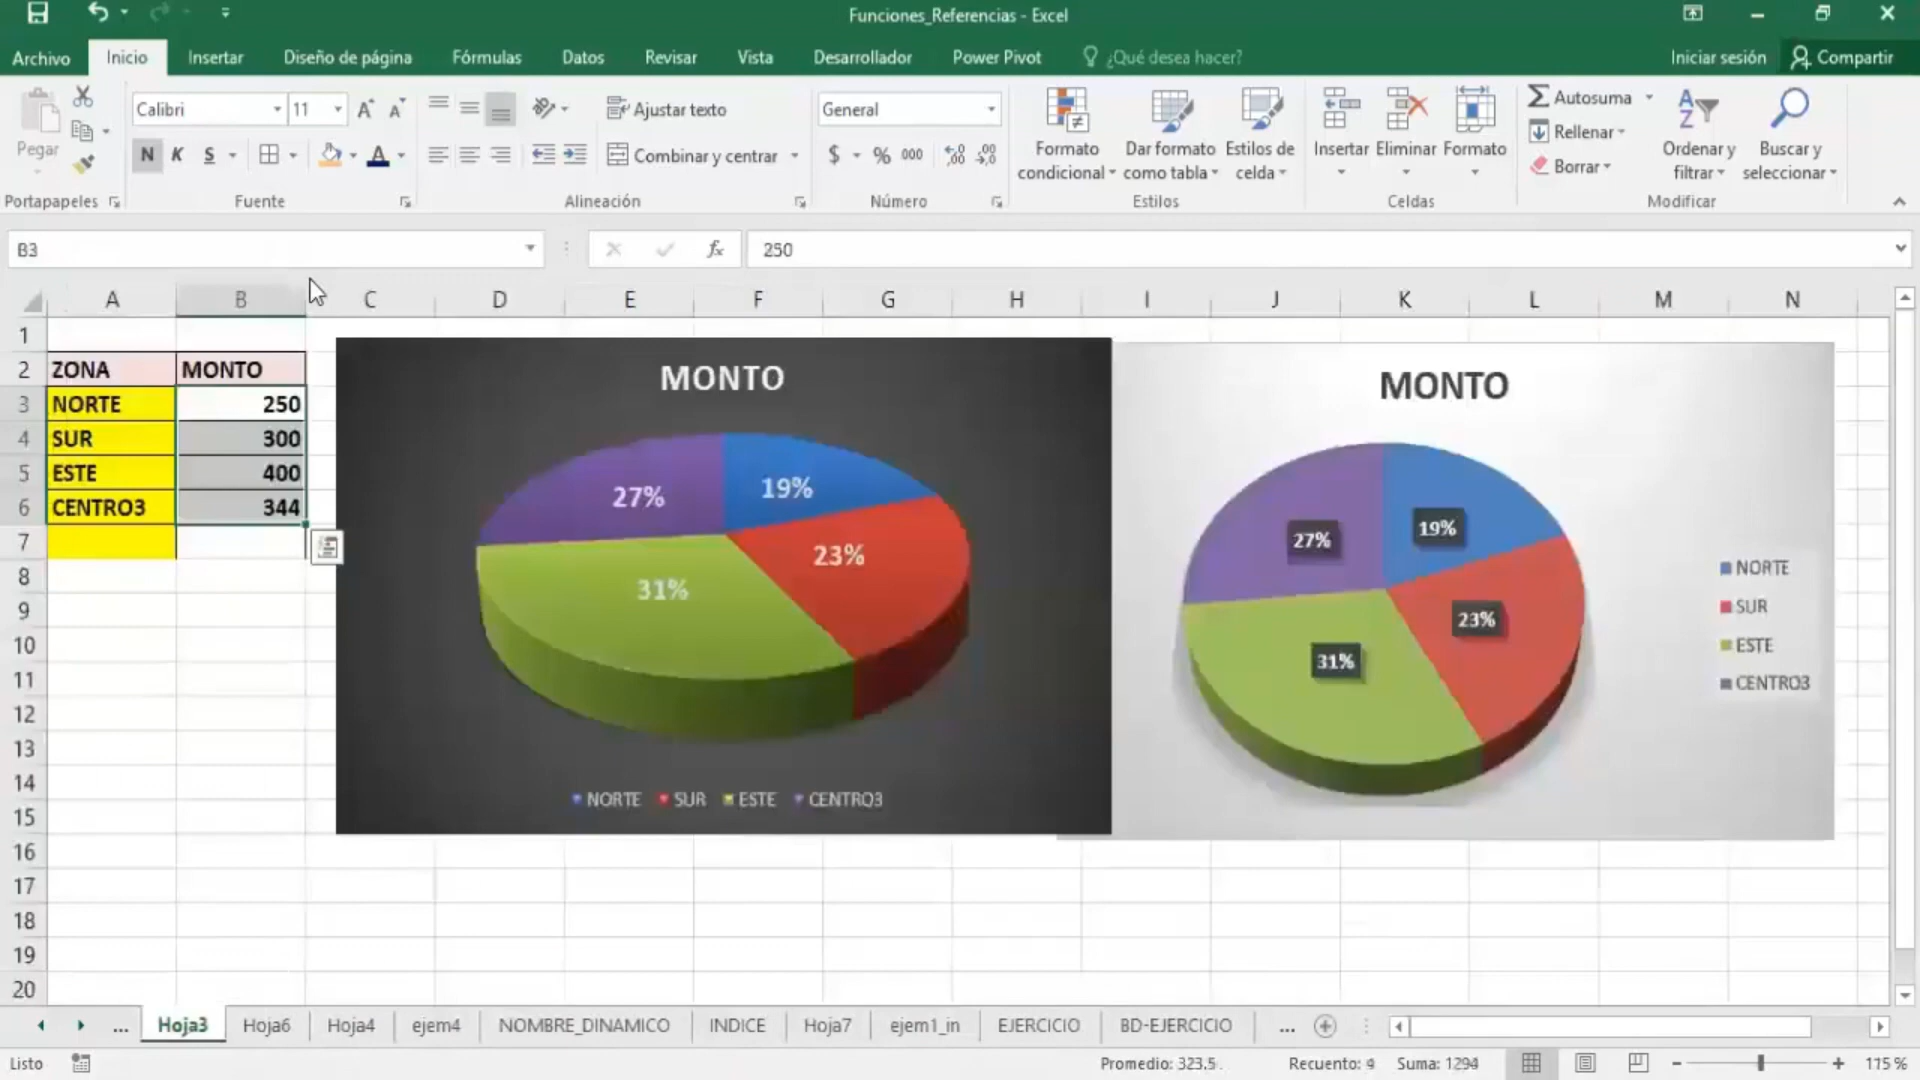 Funciones_Referencias - Excel
Archivo Inicio Insertar Diseño de página Fórmulas Datos Revisar Vista Desarrollador Power Pivot ¿Qué desea hacer? Iniciar sesión Compartir
Pegar
Portapapeles
Calibri 11
N K S
Fuente
Ajustar texto
Combinar y centrar
Alineación
General
$ % 000
Número
Formato condicional
Dar formato como tabla
Estilos de celda
Estilos
Insertar Eliminar Formato
Celdas
Autosuma
Rellenar
Borrar
Ordenar y filtrar
Buscar y seleccionar
Modificar
B3 fx 250
A B C D E F G H I J K L M N
1
2 ZONA MONTO
3 NORTE 250
4 SUR 300
5 ESTE 400
6 CENTRO3 344
7
8
9
10
11
12
13
14
15
16
17
18
19
20
MONTO
27% 19%
23%
31%
NORTE SUR ESTE CENTRO3
MONTO
27% 19%
23%
31%
NORTE
SUR
ESTE
CENTRO3
... Hoja3 Hoja6 Hoja4 ejem4 NOMBRE_DINAMICO INDICE Hoja7 ejem1_in EJERCICIO BD-EJERCICIO ...
Listo Promedio: 323.5 Recuento: 4 Suma: 1294 115 %